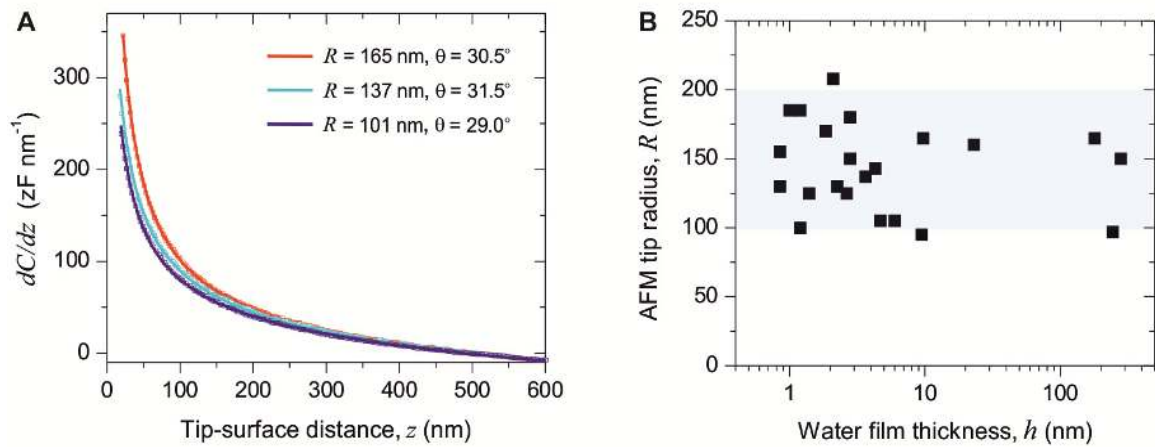 A
R = 165 nm, θ = 30.5°
R = 137 nm, θ = 31.5°
R = 101 nm, θ = 29.0°
300
200
100
0
dC/dz (zF nm⁻¹)
0 100 200 300 400 500 600
Tip-surface distance, z (nm)
B
250
200
150
100
50
0
AFM tip radius, R (nm)
1 10 100
Water film thickness, h (nm)